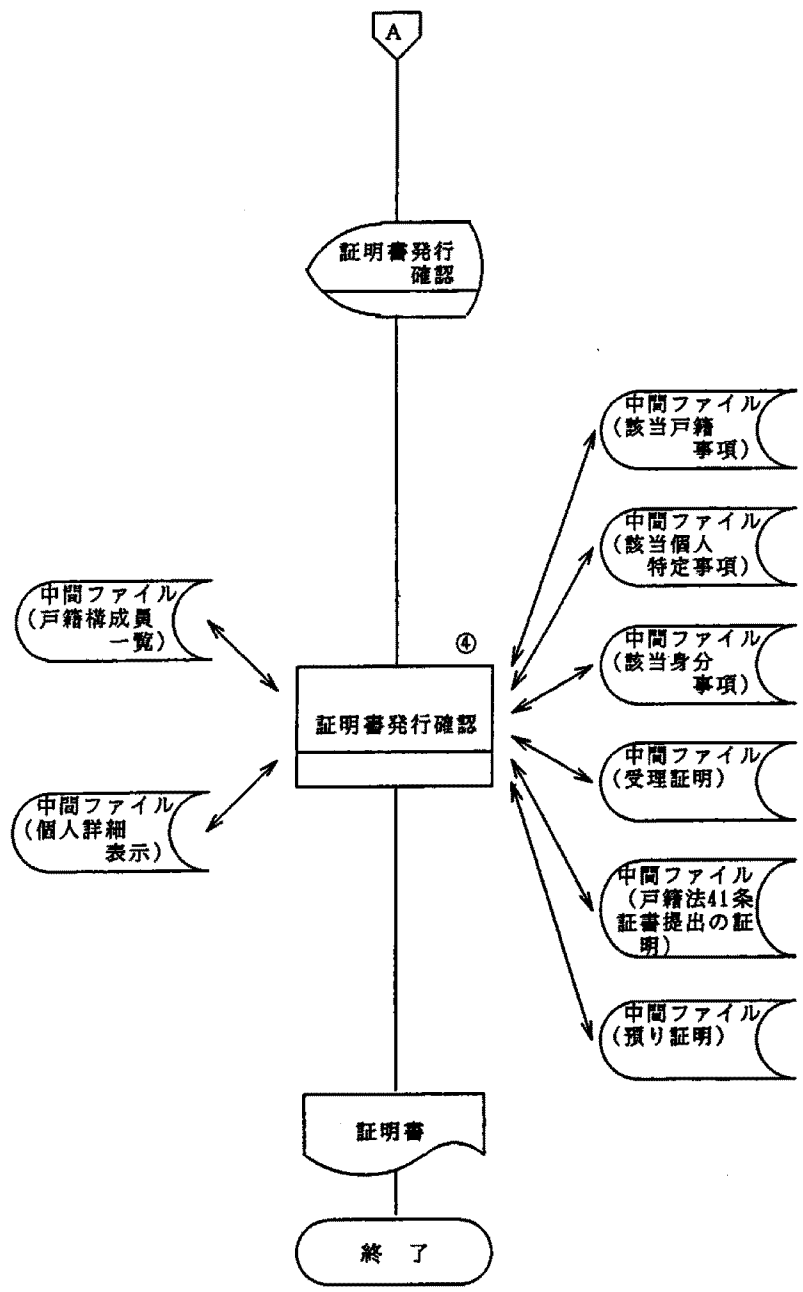 A
証明書発行
確認
中間ファイル
(該当戸籍
事項)
中間ファイル
(該当個人
特定事項)
中間ファイル
(戸籍構成員
一覧)
中間ファイル
(該当身分
事項)
④
証明書発行確認
中間ファイル
(受理証明)
中間ファイル
(個人詳細
表示)
中間ファイル
(戸籍法41条
証書提出の証
明)
中間ファイル
(預り証明)
証明書
終 了